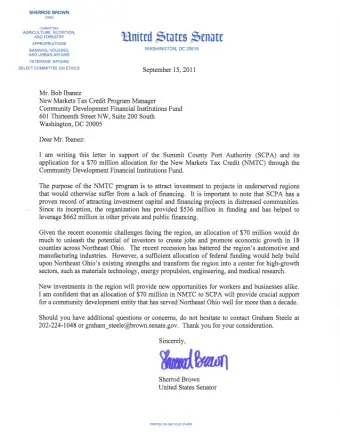 SHERROD BROWN
OHIO
COMMITTEES:
AGRICULTURE, NUTRITION,
AND FORESTRY
APPROPRIATIONS
BANKING, HOUSING,
AND URBAN AFFAIRS
VETERANS' AFFAIRS
SELECT COMMITTEE ON ETHICS
United States Senate
WASHINGTON, DC 20510
September 15, 2011
Mr. Bob Ibanez
New Markets Tax Credit Program Manager
Community Development Financial Institutions Fund
601 Thirteenth Street NW, Suite 200 South
Washington, DC 20005
Dear Mr. Ibanez:
I am writing this letter in support of the Summit County Port Authority (SCPA) and its
application for a $70 million allocation for the New Markets Tax Credit (NMTC) through the
Community Development Financial Institutions Fund.
The purpose of the NMTC program is to attract investment to projects in underserved regions
that would otherwise suffer from a lack of financing. It is important to note that SCPA has a
proven record of attracting investment capital and financing projects in distressed communities.
Since its inception, the organization has provided $536 million in funding and has helped to
leverage $662 million in other private and public financing.
Given the recent economic challenges facing the region, an allocation of $70 million would do
much to unleash the potential of investors to create jobs and promote economic growth in 18
counties across Northeast Ohio. The recent recession has battered the region's automotive and
manufacturing industries. However, a sufficient allocation of federal funding would help build
upon Northeast Ohio's existing strengths and transform the region into a center for high-growth
sectors, such as materials technology, energy propulsion, engineering, and medical research.
New investments in the region will provide new opportunities for workers and businesses alike.
I am confident that an allocation of $70 million in NMTC to SCPA will provide crucial support
for a community development entity that has served Northeast Ohio well for more than a decade.
Should you have additional questions or concerns, do not hesitate to contact Graham Steele at
202-224-1048 or graham_steele@brown.senate.gov. Thank you for your consideration.
Sincerely,
Sherrod Brown
Sherrod Brown
United States Senator
PRINTED ON RECYCLED PAPER